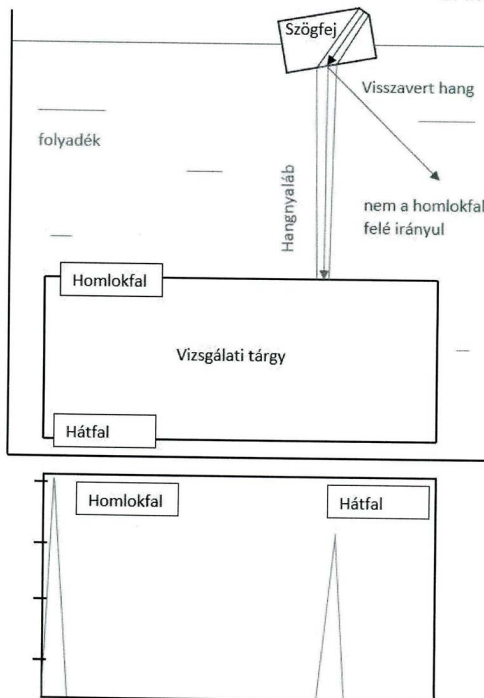 Szögfej
Visszavert hang
folyadék
Hangnyaláb
nem a homlokfal
felé irányul
Homlokfal
Vizsgálati tárgy
Hátfal
Homlokfal
Hátfal